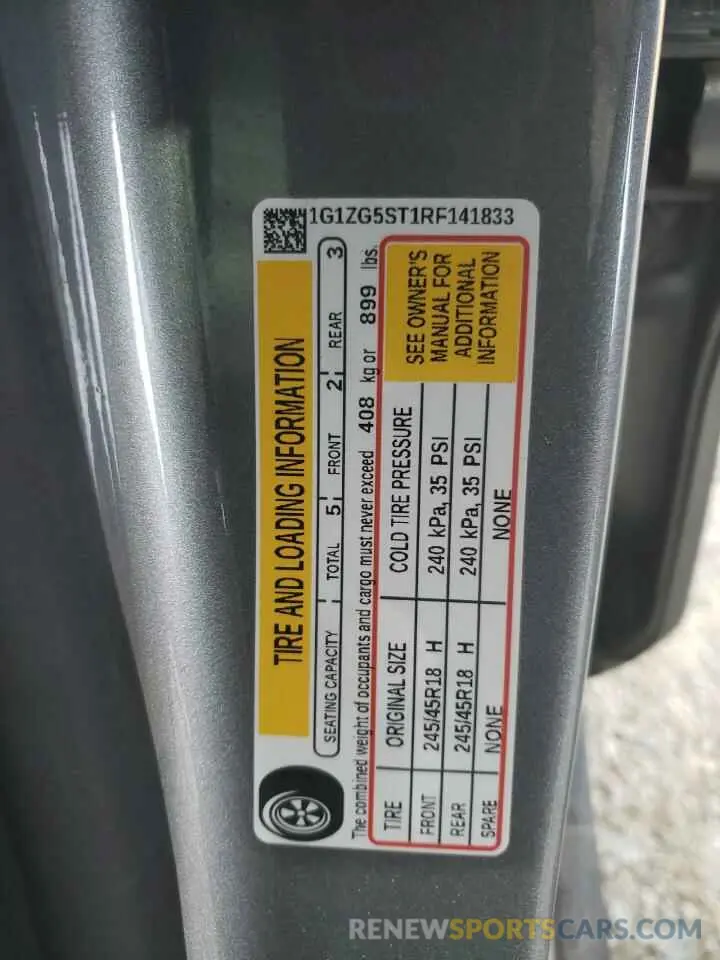 1G1ZG5ST1RF141833
TIRE AND LOADING INFORMATION
SEATING CAPACITY TOTAL 5 FRONT 2 REAR 3
The combined weight of occupants and cargo must never exceed 408 kg or 899 lbs.
TIRE ORIGINAL SIZE COLD TIRE PRESSURE
FRONT 245/45R18 H 240 kPa, 35 PSI
REAR 245/45R18 H 240 kPa, 35 PSI
SPARE NONE NONE
SEE OWNER'S
MANUAL FOR
ADDITIONAL
INFORMATION
RENEWSPORTSCARS.COM